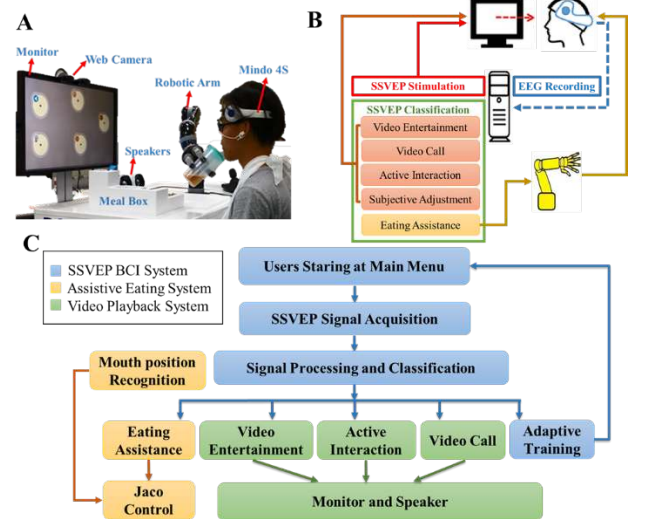 A
Monitor
Web Camera
Robotic Arm
Mindo 4S
Speakers
Meal Box
B
SSVEP Stimulation
EEG Recording
SSVEP Classification
Video Entertainment
Video Call
Active Interaction
Subjective Adjustment
Eating Assistance
C
SSVEP BCI System
Assistive Eating System
Video Playback System
Users Staring at Main Menu
SSVEP Signal Acquisition
Signal Processing and Classification
Mouth position
Recognition
Eating
Assistance
Video
Entertainment
Active
Interaction
Video Call
Adaptive
Training
Jaco
Control
Monitor and Speaker